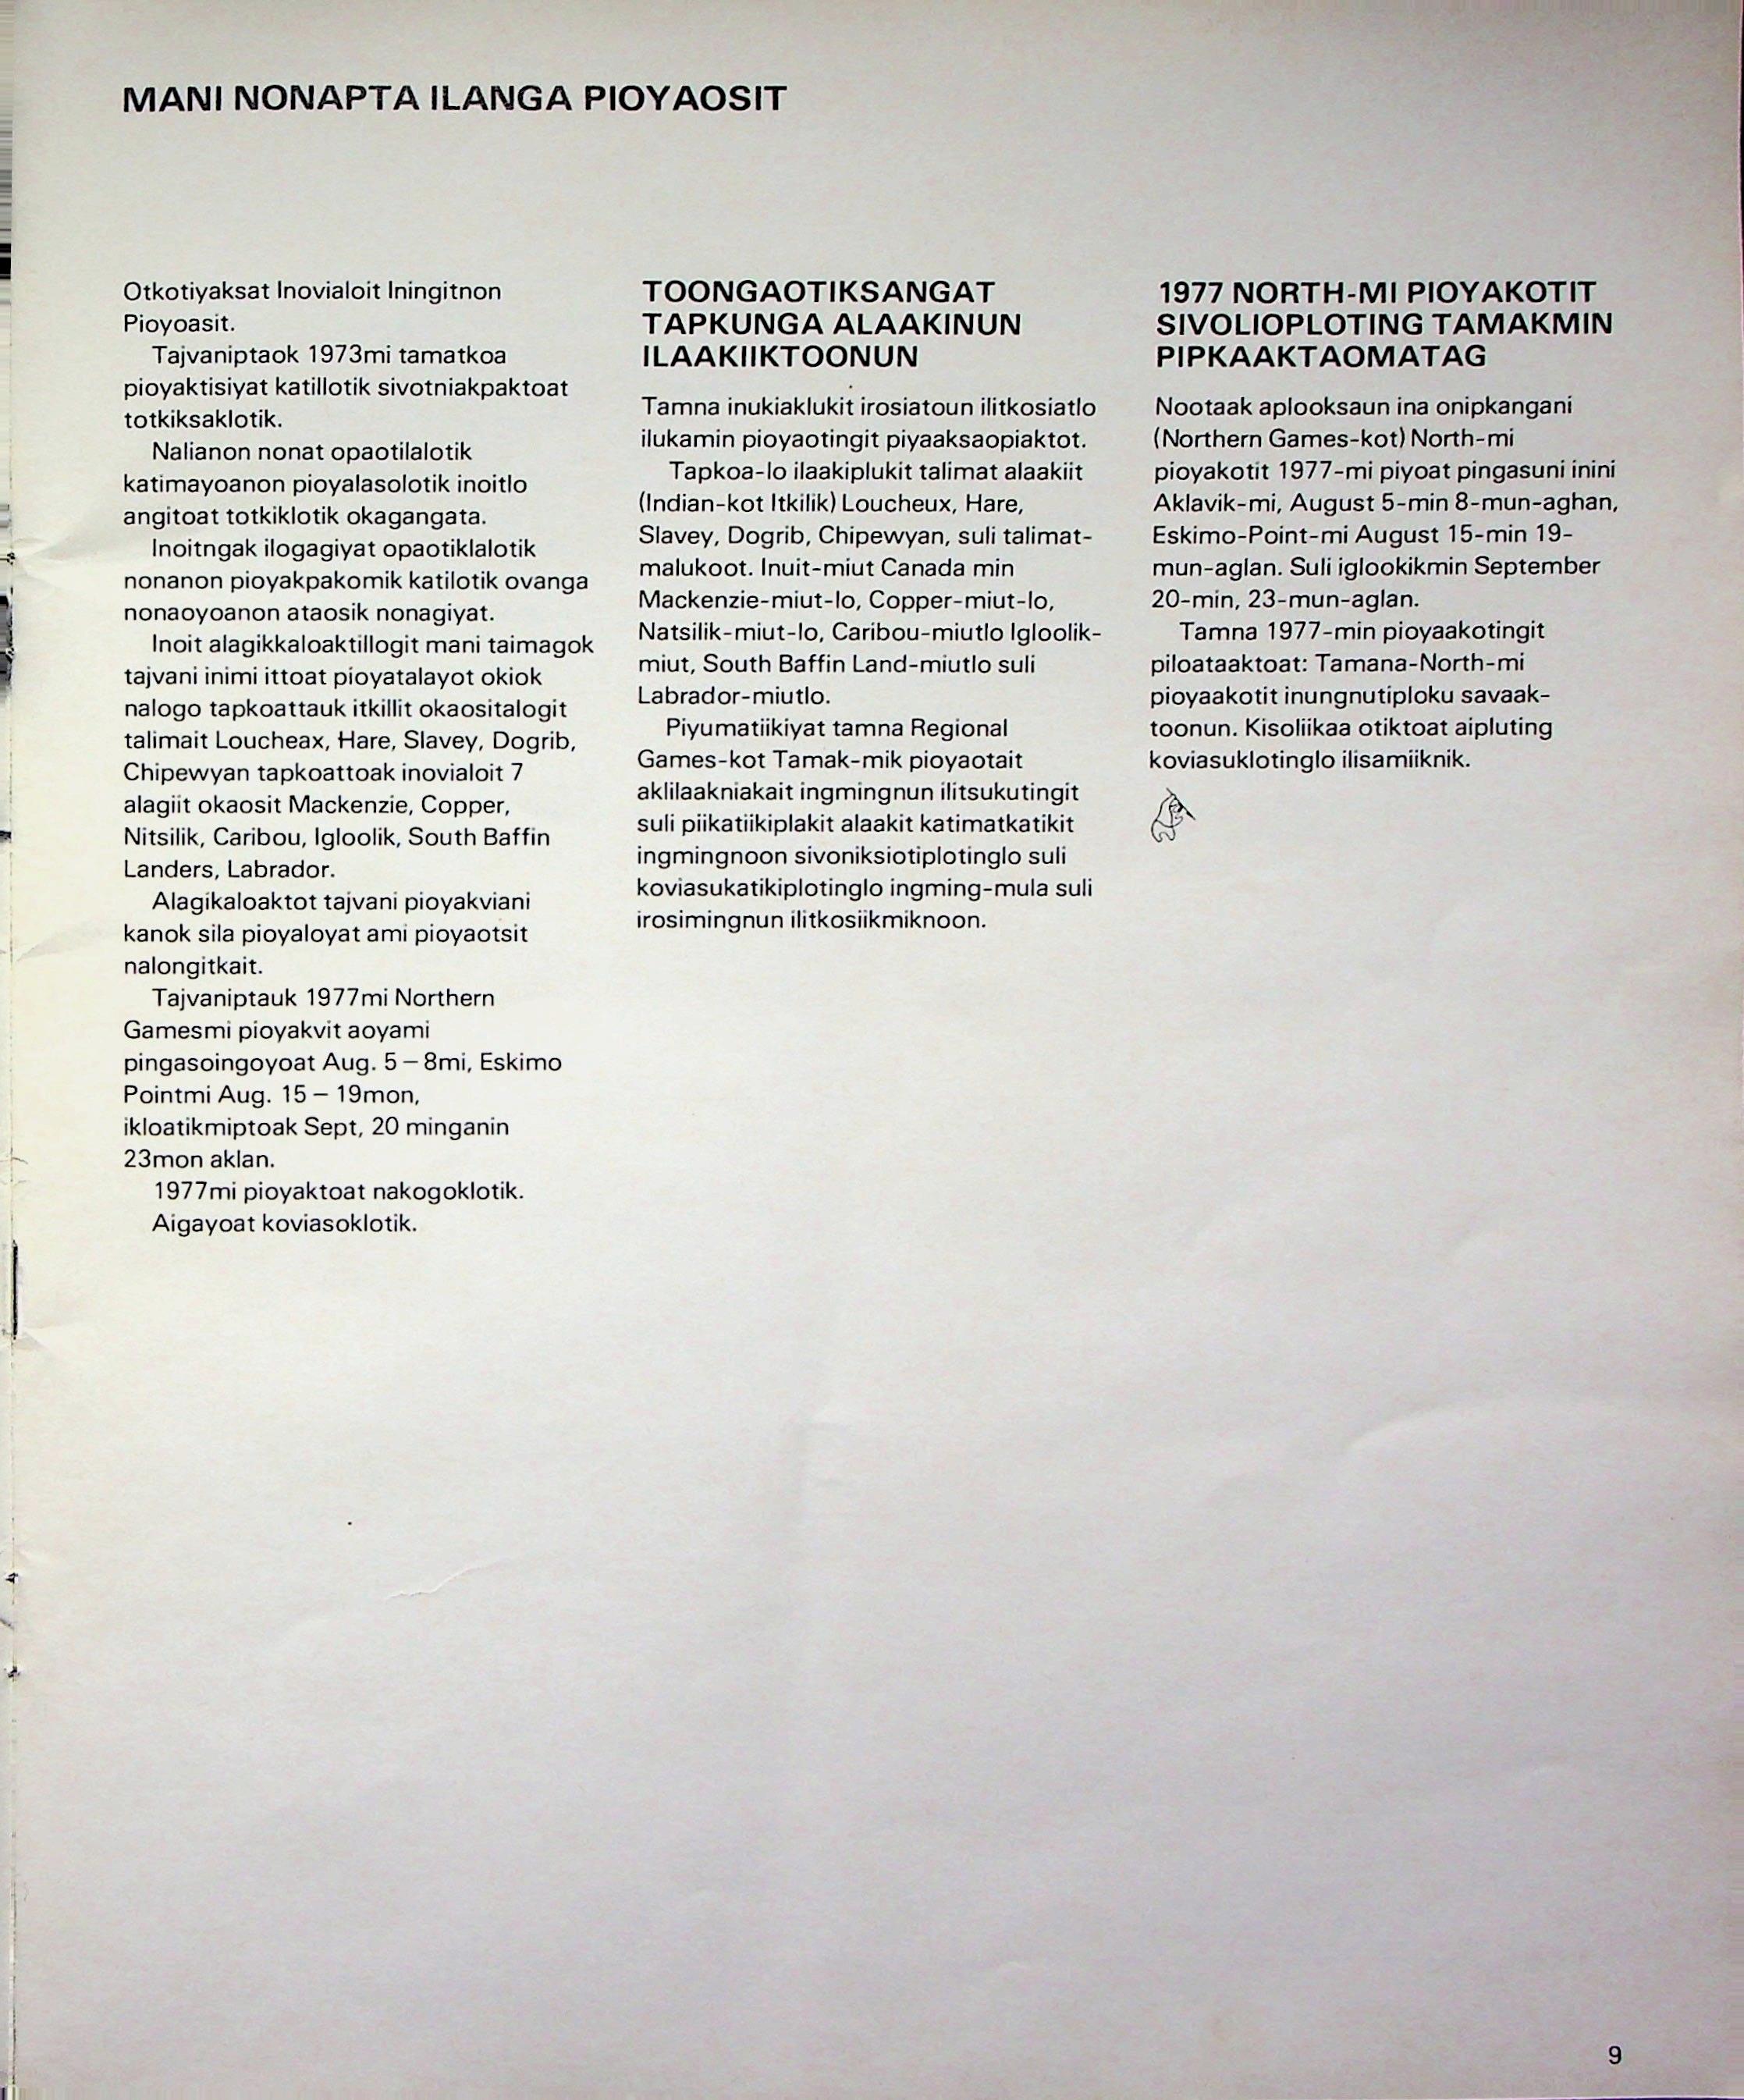 MANI NONAPTA ILANGA PIOYAOSIT
Otkotiyaksat Inovialoit Iningitnon
Pioyoasit.
Tajvaniptaok 1973mi tamatkoa
pioyaktisiyat katillotik sivotniakpaktoat
totkiksaklotik.
Nalianon nonat opaotilalotik
katimayoanon pioyalasolotik inoitlo
angitoat totkiklotik okagangata.
Inoitngak ilogagiyat opaotiklalotik
nonanon pioyakpakomik katilotik ovanga
nonaoyoanon ataosik nonagiyat.
Inoit alagikkaloaktillogit mani taimagok
tajvani inimi ittoat pioyatalayot okiok
nalogo tapkoattauk itkillit okaositalogit
talimait Loucheax, Hare, Slavey, Dogrib,
Chipewyan tapkoattoak inovialoit 7
alagiit okaosit Mackenzie, Copper,
Nitsilik, Caribou, Igloolik, South Baffin
Landers, Labrador.
Alagikaloaktot tajvani pioyakviani
kanok sila pioyaloyat ami pioyaotsit
nalongitkait.
Tajvaniptauk 1977mi Northern
Gamesmi pioyakvit aoyami
pingasoingoyoat Aug. 5 – 8mi, Eskimo
Pointmi Aug. 15 – 19mon,
ikloatikmiptoak Sept, 20 minganin
23mon aklan.
1977mi pioyaktoat nakogoklotik.
Aigayoat koviasoklotik.
TOONGAOTIKSANGAT
TAPKUNGA ALAAKINUN
ILAAKIIKTOONUN
Tamna inukiaklukit irosiatoun ilitkosiatlo
ilukamin pioyaotingit piyaaksaopiaktot.
Tapkoa-lo ilaakiplukit talimat alaakiit
(Indian-kot Itkilik) Loucheux, Hare,
Slavey, Dogrib, Chipewyan, suli talimat-
malukoot. Inuit-miut Canada min
Mackenzie-miut-lo, Copper-miut-lo,
Natsilik-miut-lo, Caribou-miutlo Igloolik-
miut, South Baffin Land-miutlo suli
Labrador-miutlo.
Piyumatiikiyat tamna Regional
Games-kot Tamak-mik pioyaotait
aklilaakniakait ingmingnun ilitsukutingit
suli piikatiikiplakit alaakit katimatkatikit
ingmingnoon sivoniksiotiplotinglo suli
koviasukatikiplotinglo ingming-mula suli
irosimingnun ilitkosiikmiknoon.
1977 NORTH-MI PIOYAKOTIT
SIVOLIOPLOTING TAMAKMIN
PIPKAAKTAOMATAG
Nootaak aplooksaun ina onipkangani
(Northern Games-kot) North-mi
pioyakotit 1977-mi piyoat pingasuni inini
Aklavik-mi, August 5-min 8-mun-aghan,
Eskimo-Point-mi August 15-min 19-
mun-aglan. Suli iglookikmin September
20-min, 23-mun-aglan.
Tamna 1977-min pioyaakotingit
piloataaktoat: Tamana-North-mi
pioyaakotit inungnutiploku savaak-
toonun. Kisoliikaa otiktoat aipluting
koviasuklotinglo ilisamiiknik.
9